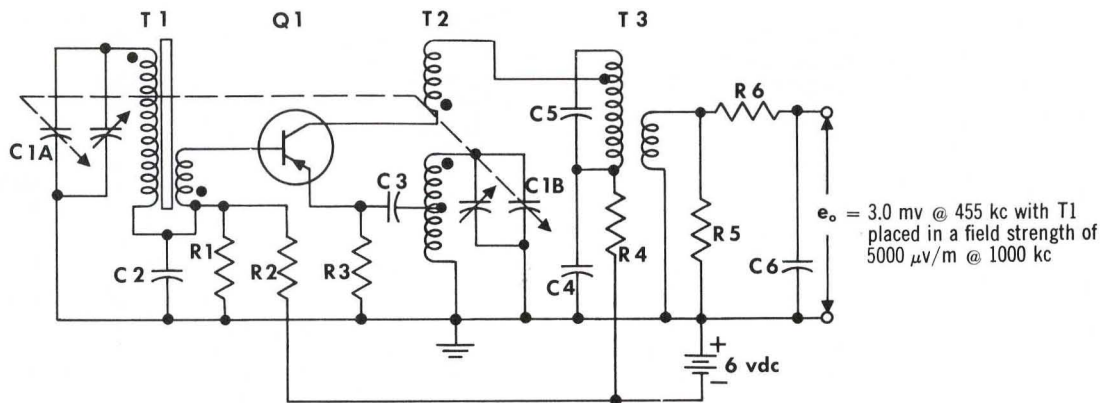 T1 Q1 T2 T3
R6
C5
C1A
C3
C1B
R1
R2
R3
R4
R5
C2
C4
C6
eₒ = 3.0 mv @ 455 kc with T1
placed in a field strength of
5000 μv/m @ 1000 kc
+
6 vdc
−